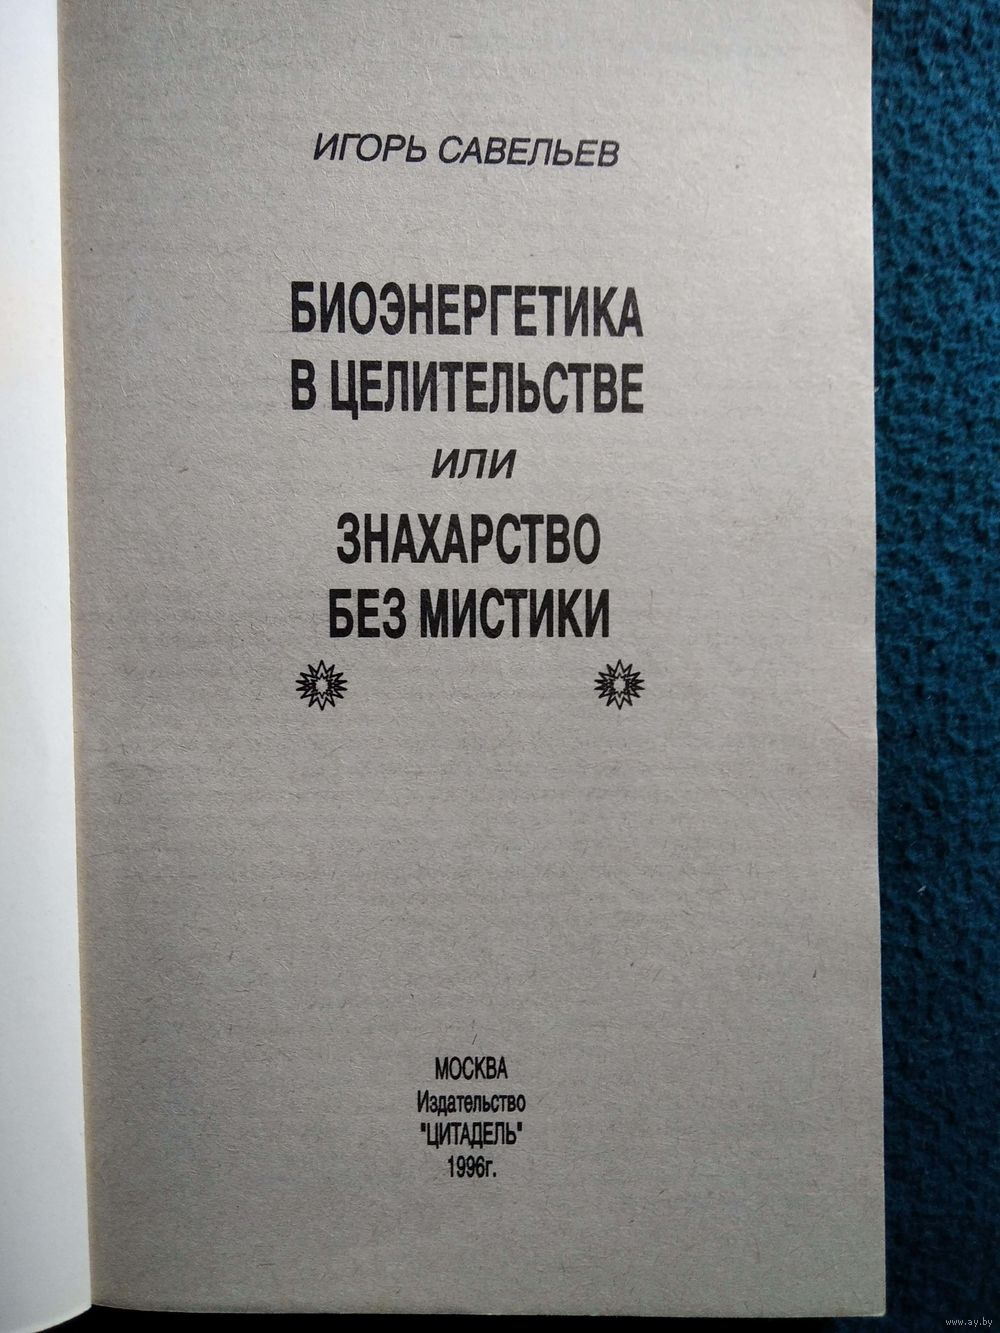 ИГОРЬ САВЕЛЬЕВ
БИОЭНЕРГЕТИКА
В ЦЕЛИТЕЛЬСТВЕ
ИЛИ
ЗНАХАРСТВО
БЕЗ МИСТИКИ
МОСКВА
Издательство
"ЦИТАДЕЛЬ"
1996г.
www.ay.by